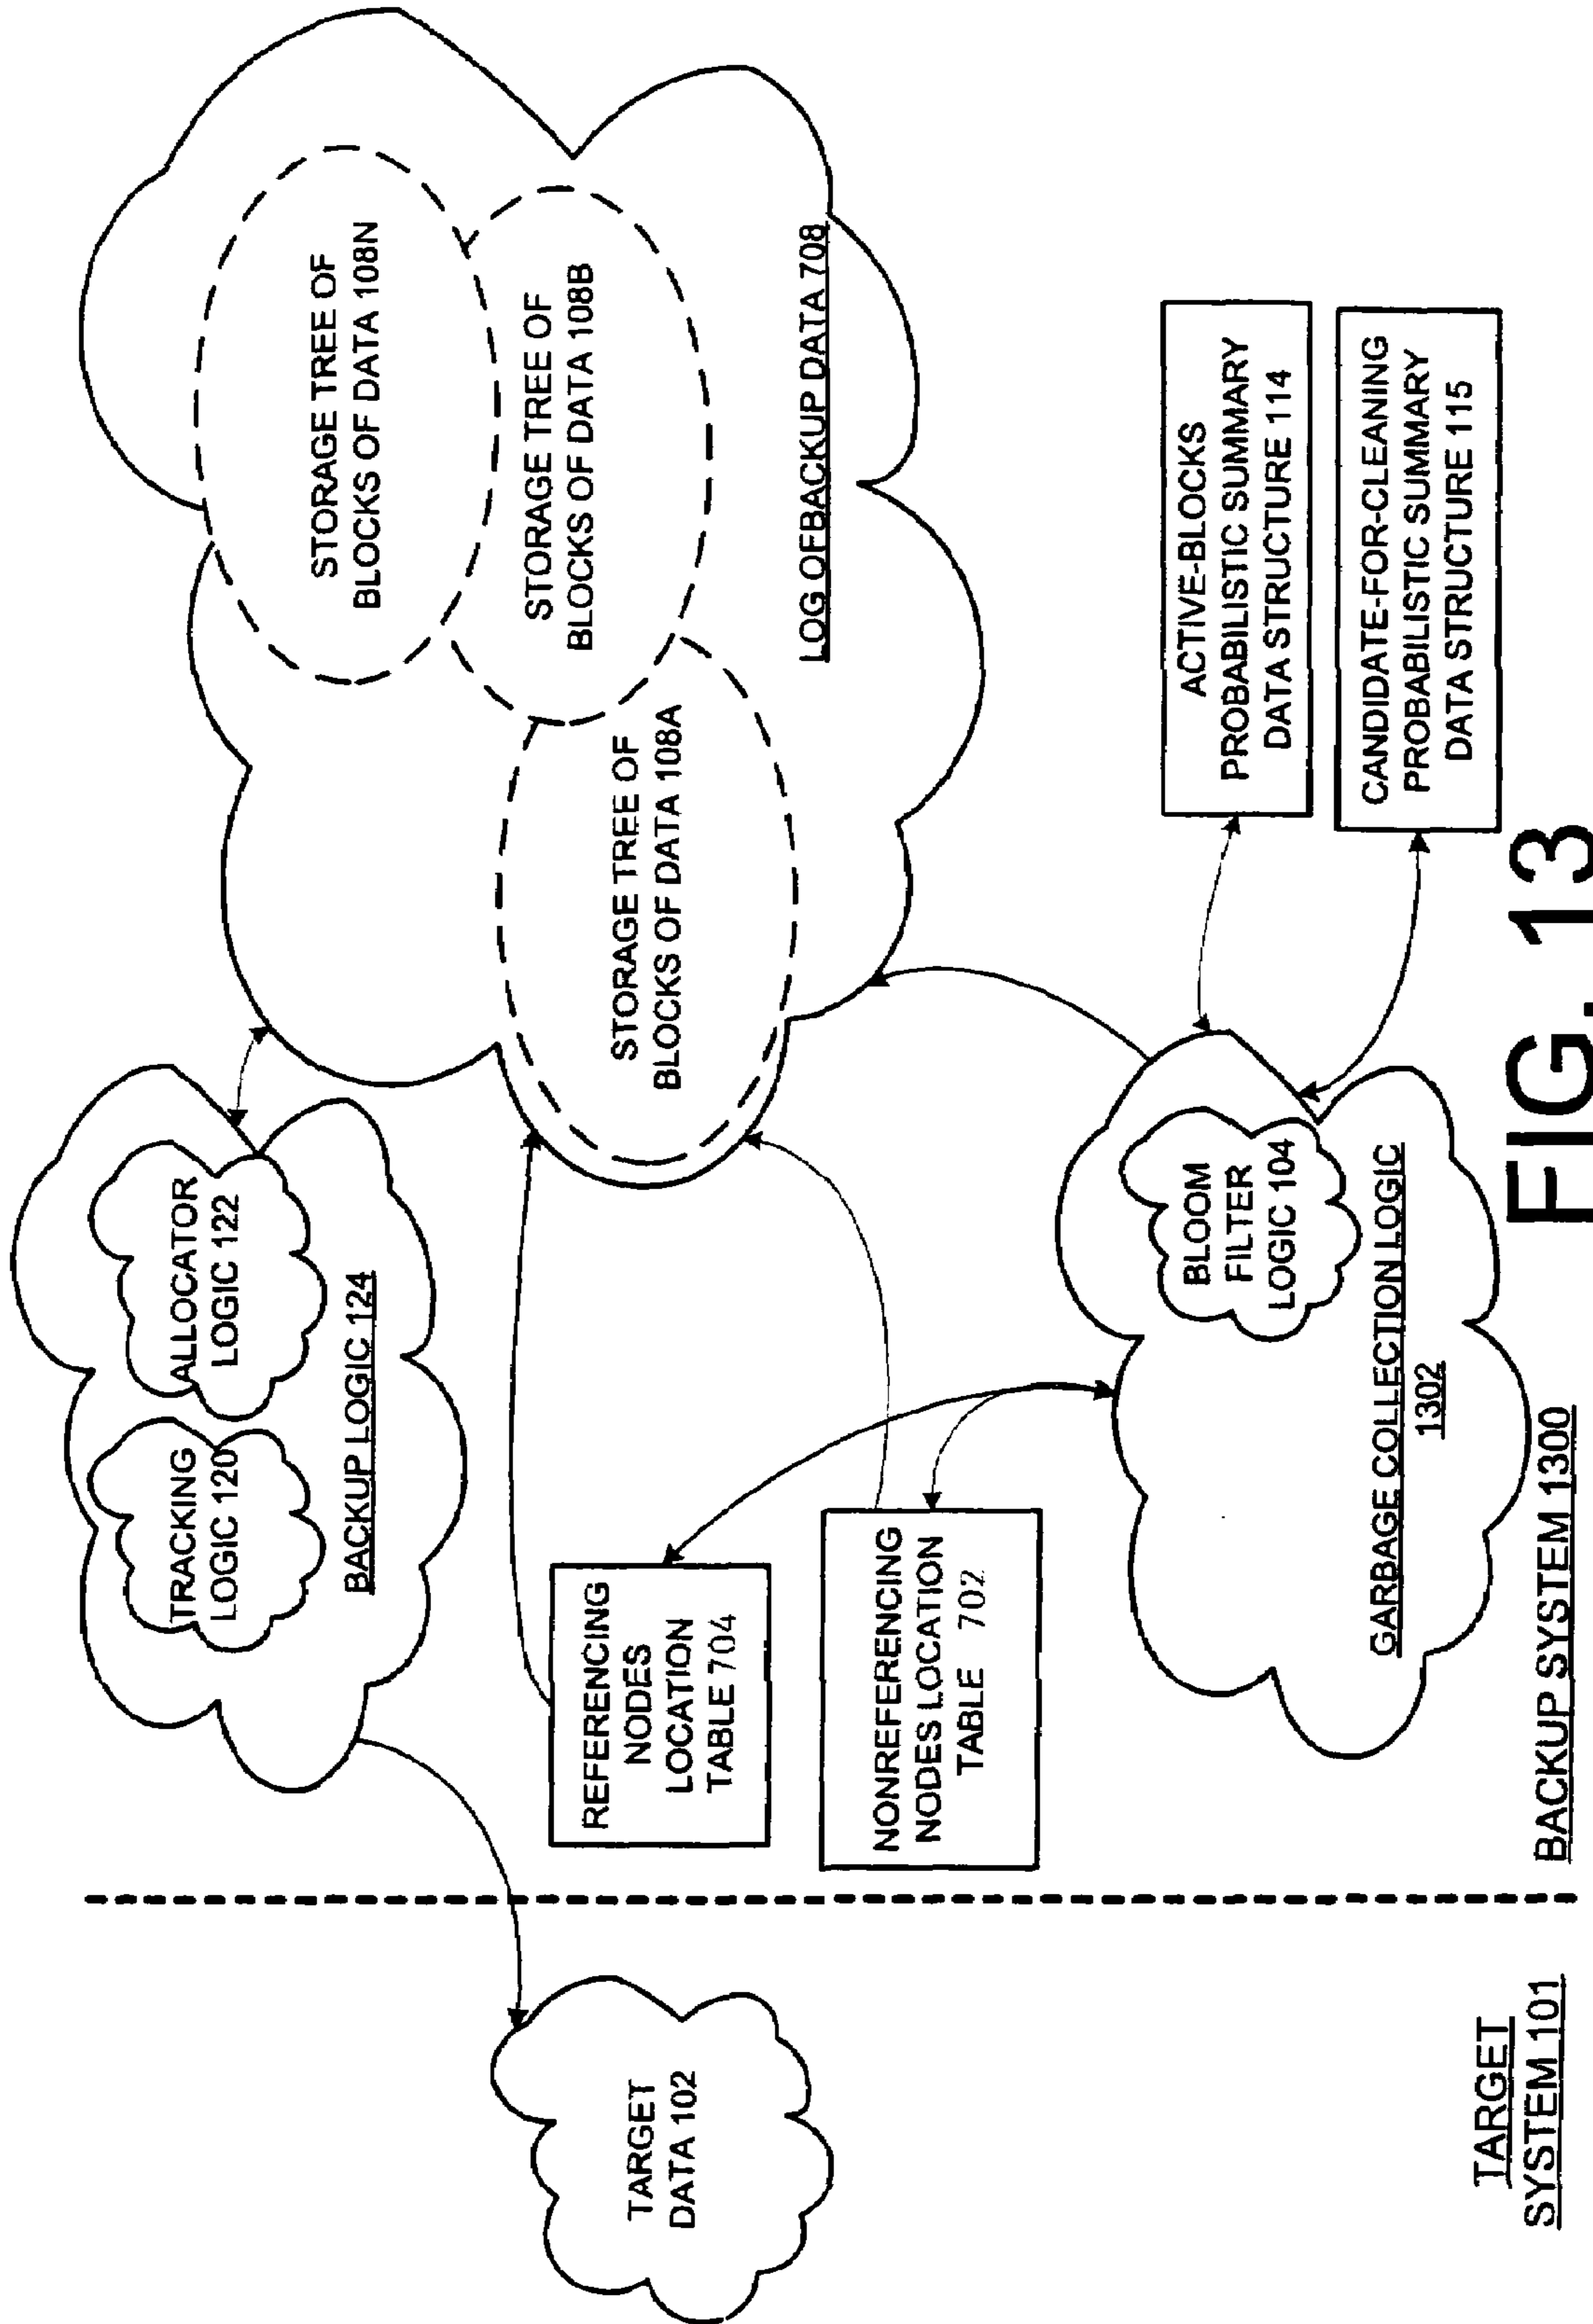 TARGET
DATA 102
TARGET
SYSTEM 101
TRACKING
LOGIC 120
ALLOCATOR
LOGIC 122
BACKUP LOGIC 124
REFERENCING
NODES
LOCATION
TABLE 704
NONREFERENCING
NODES LOCATION
TABLE 702
BLOOM
FILTER
LOGIC 104
GARBAGE COLLECTION LOGIC
1302
BACKUP SYSTEM 1300
STORAGE TREE OF
BLOCKS OF DATA 108A
STORAGE TREE OF
BLOCKS OF DATA 108B
STORAGE TREE OF
BLOCKS OF DATA 108N
LOG OFBACKUP DATA 708
ACTIVE-BLOCKS
PROBABILISTIC SUMMARY
DATA STRUCTURE 114
CANDIDATE-FOR-CLEANING
PROBABILISTIC SUMMARY
DATA STRUCTURE 115
FIG. 13